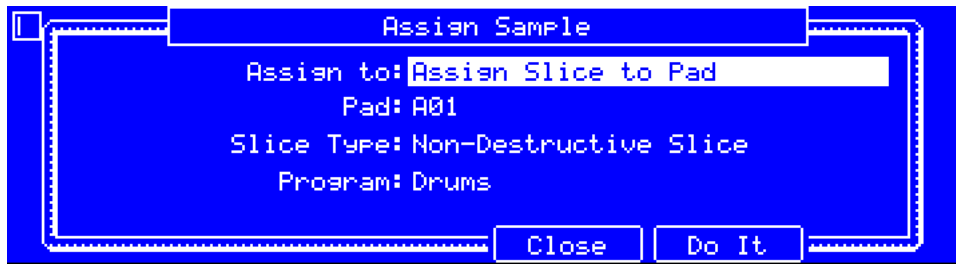 Assign Sample
Assign to:Assign Slice to Pad
Pad:A01
Slice Type:Non-Destructive Slice
Program:Drums
Close Do It